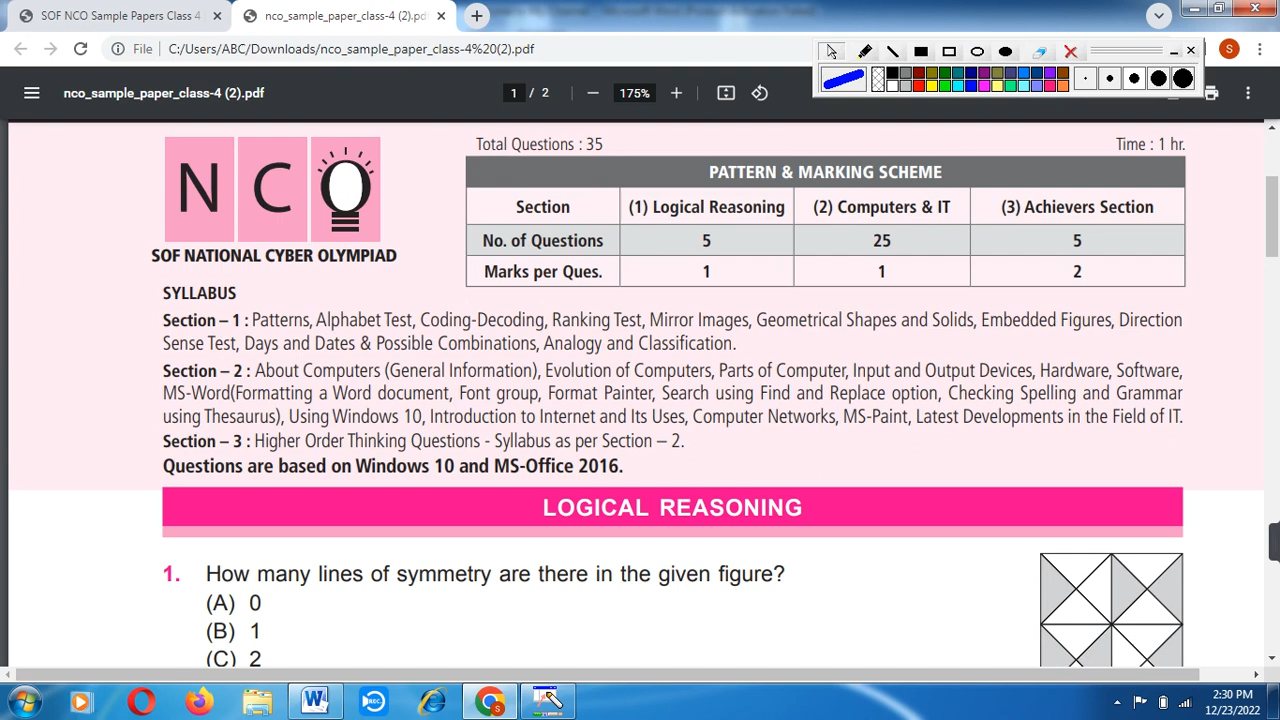 SOF NCO Sample Papers Class 4
nco_sample_paper_class-4 (2).pdf
File
C:/Users/ABC/Downloads/nco_sample_paper_class-4%20(2).pdf
S
nco_sample_paper_class-4 (2).pdf
1 / 2
175%
N C O
SOF NATIONAL CYBER OLYMPIAD
Total Questions : 35
Time : 1 hr.
PATTERN & MARKING SCHEME
Section (1) Logical Reasoning (2) Computers & IT (3) Achievers Section
No. of Questions 5 25 5
Marks per Ques. 1 1 2
SYLLABUS
Section – 1 : Patterns, Alphabet Test, Coding-Decoding, Ranking Test, Mirror Images, Geometrical Shapes and Solids, Embedded Figures, Direction
Sense Test, Days and Dates & Possible Combinations, Analogy and Classification.
Section – 2 : About Computers (General Information), Evolution of Computers, Parts of Computer, Input and Output Devices, Hardware, Software,
MS-Word(Formatting a Word document, Font group, Format Painter, Search using Find and Replace option, Checking Spelling and Grammar
using Thesaurus), Using Windows 10, Introduction to Internet and Its Uses, Computer Networks, MS-Paint, Latest Developments in the Field of IT.
Section – 3 : Higher Order Thinking Questions - Syllabus as per Section – 2.
Questions are based on Windows 10 and MS-Office 2016.
LOGICAL REASONING
1. How many lines of symmetry are there in the given figure?
(A) 0
(B) 1
(C) 2
2:30 PM
12/23/2022